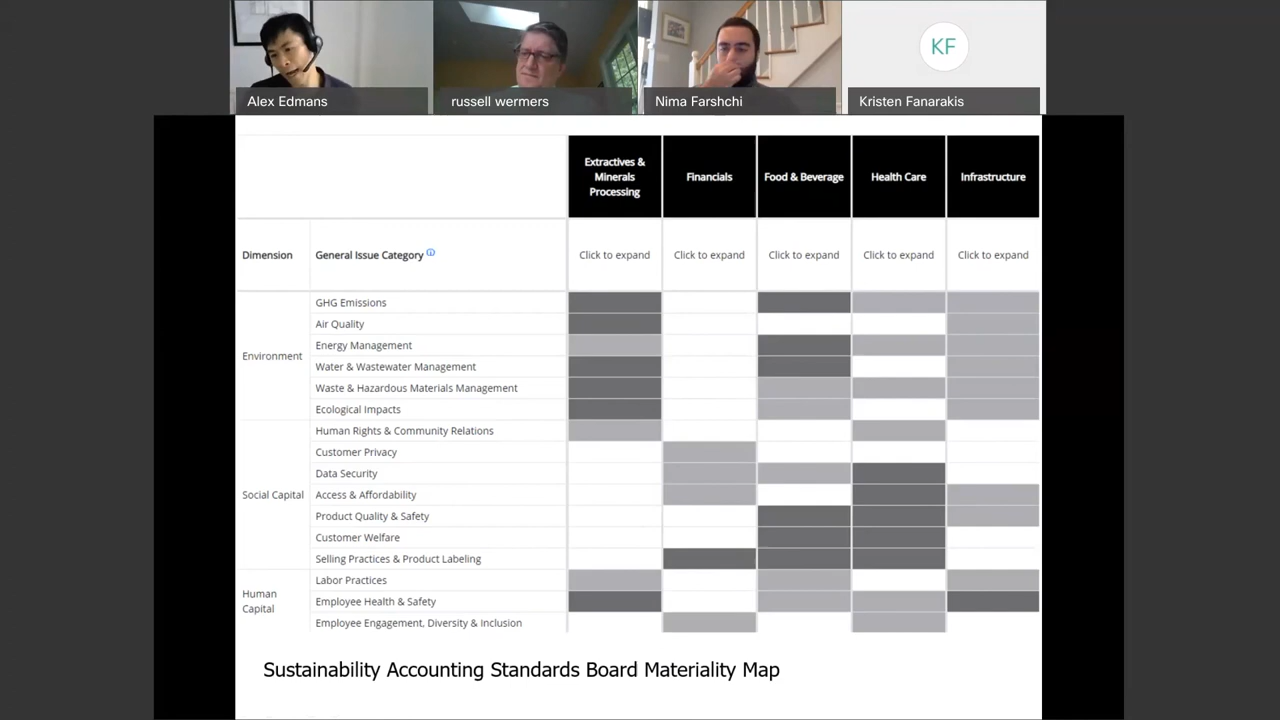 Alex Edmans
russell wermers
Nima Farshchi
KF
Kristen Fanarakis
Extractives &
Minerals
Processing
Financials
Food & Beverage
Health Care
Infrastructure
Dimension
General Issue Category
Click to expand
Click to expand
Click to expand
Click to expand
Click to expand
Environment
GHG Emissions
Air Quality
Energy Management
Water & Wastewater Management
Waste & Hazardous Materials Management
Ecological Impacts
Social Capital
Human Rights & Community Relations
Customer Privacy
Data Security
Access & Affordability
Product Quality & Safety
Customer Welfare
Selling Practices & Product Labeling
Human
Capital
Labor Practices
Employee Health & Safety
Employee Engagement, Diversity & Inclusion
Sustainability Accounting Standards Board Materiality Map